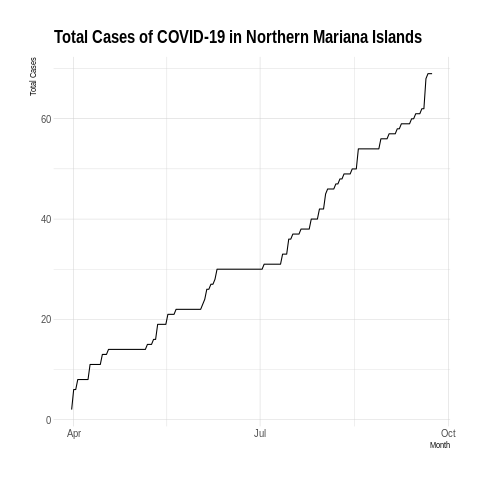 Total Cases of COVID-19 in Northern Mariana Islands
Total Cases
60
40
20
0
Apr
Jul
Oct
Month